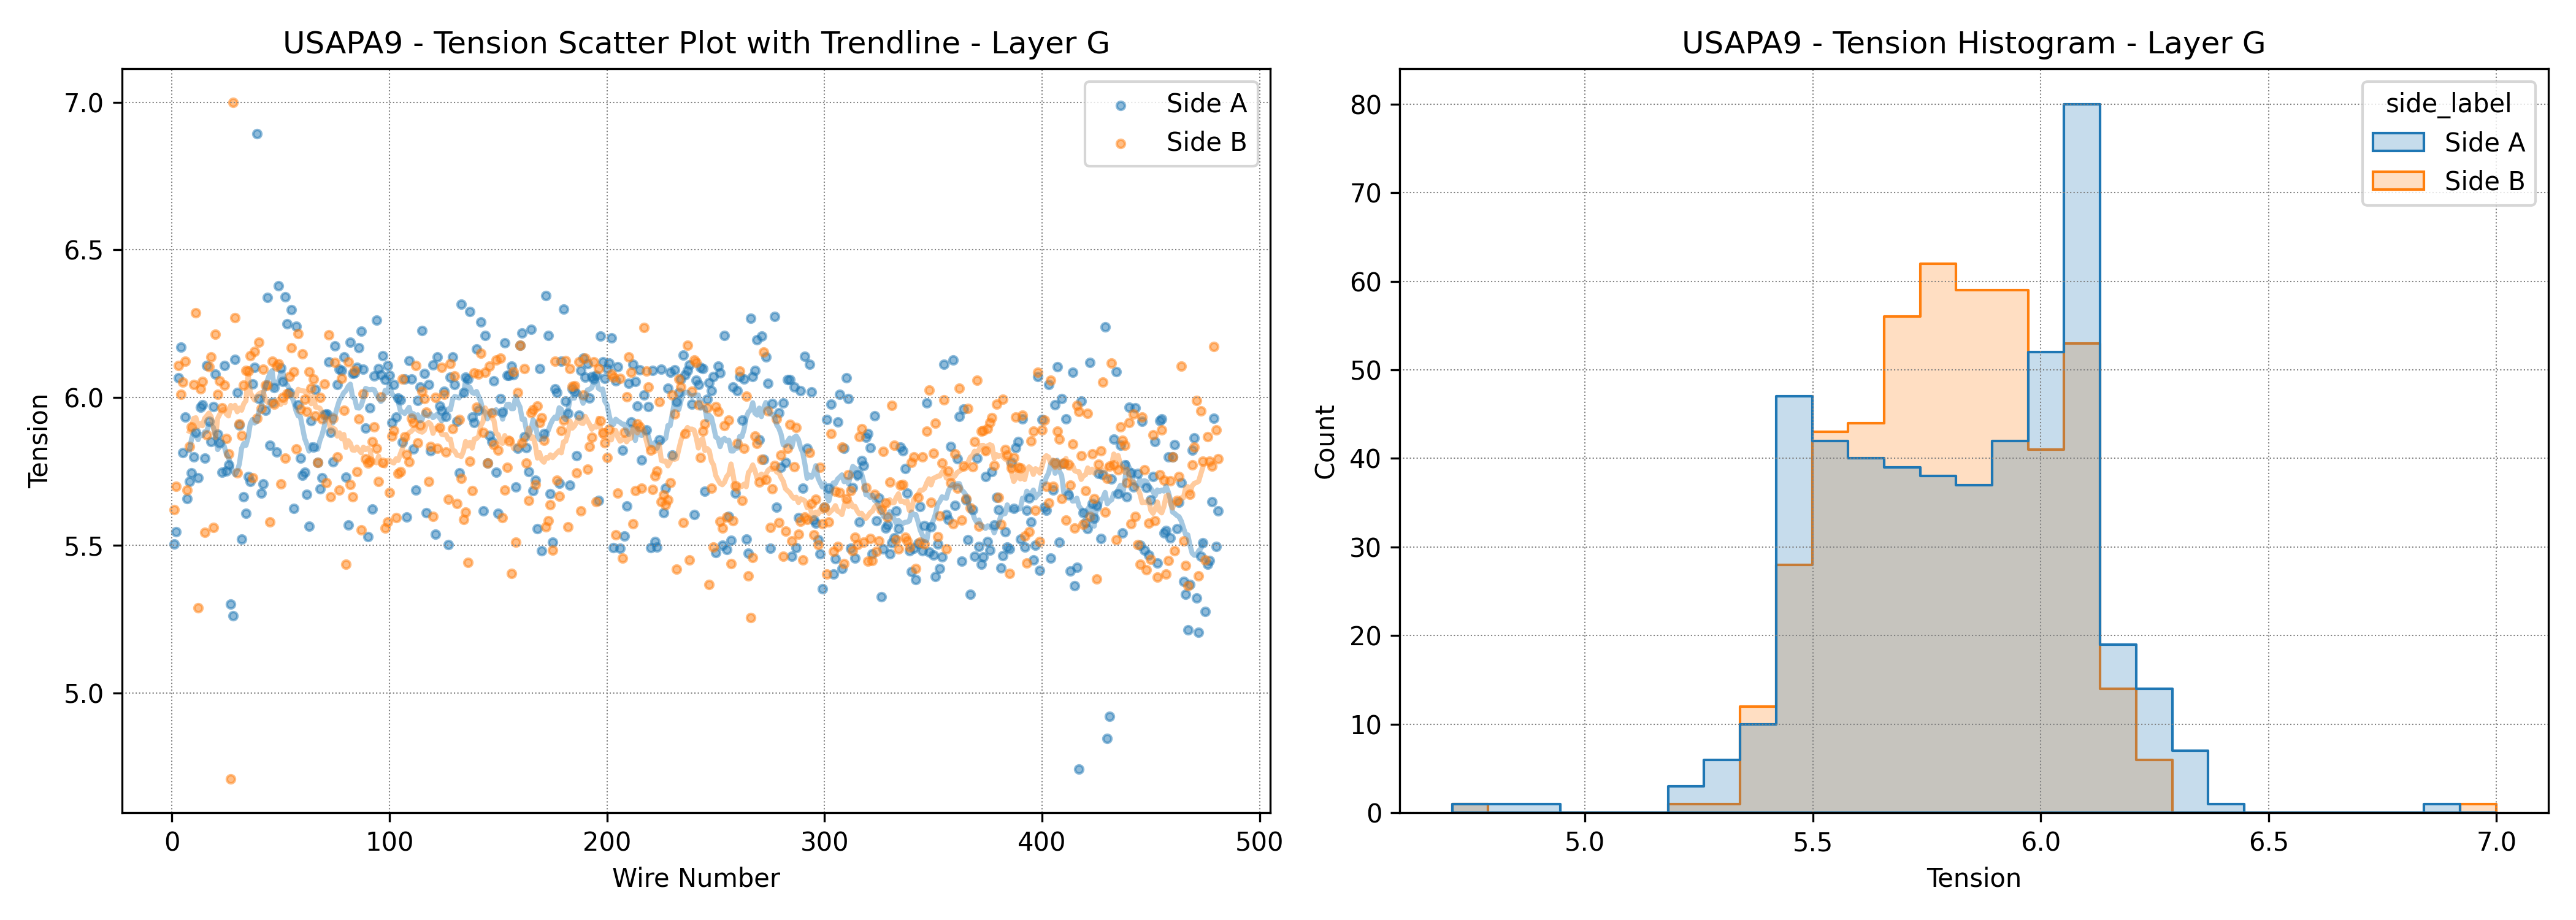 USAPA9 - Tension Scatter Plot with Trendline - Layer G
Side A
Side B
7.0
6.5
6.0
5.5
5.0
Tension
0
100
200
300
400
500
Wire Number
USAPA9 - Tension Histogram - Layer G
side_label
Side A
Side B
80
70
60
50
40
30
20
10
0
Count
5.0
5.5
6.0
6.5
7.0
Tension